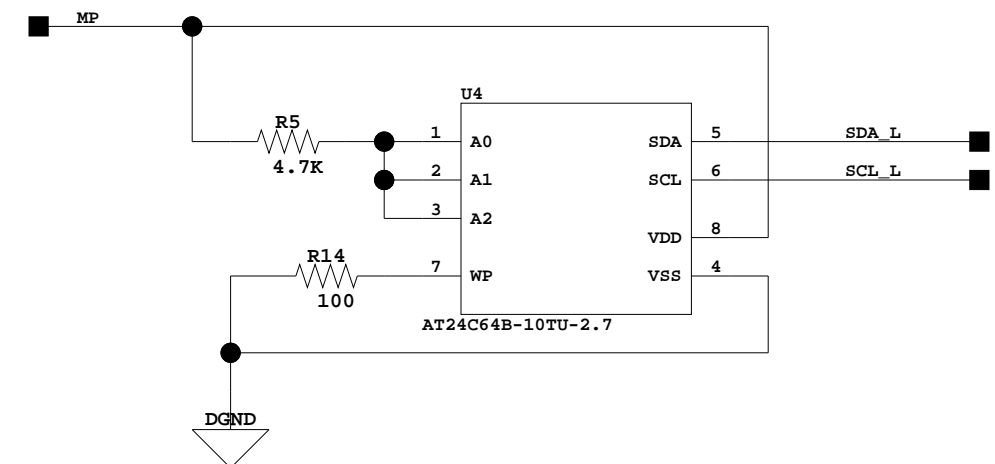 MP
U4
R5
4.7K
1 A0
2 A1
3 A2
R14
100
7 WP
SDA 5 SDA_L
SCL 6 SCL_L
VDD 8
VSS 4
AT24C64B-10TU-2.7
DGND